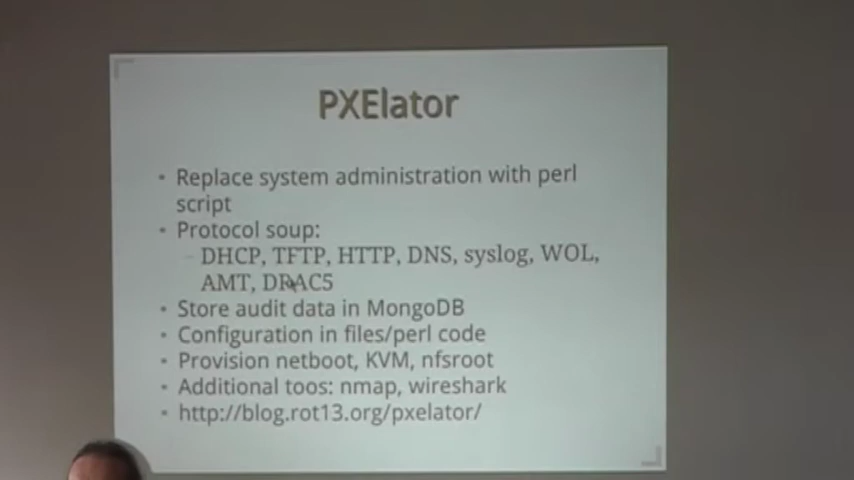 PXElator
• Replace system administration with perl
script
• Protocol soup:
– DHCP, TFTP, HTTP, DNS, syslog, WOL,
AMT, DRAC5
• Store audit data in MongoDB
• Configuration in files/perl code
• Provision netboot, KVM, nfsroot
• Additional toos: nmap, wireshark
• http://blog.rot13.org/pxelator/